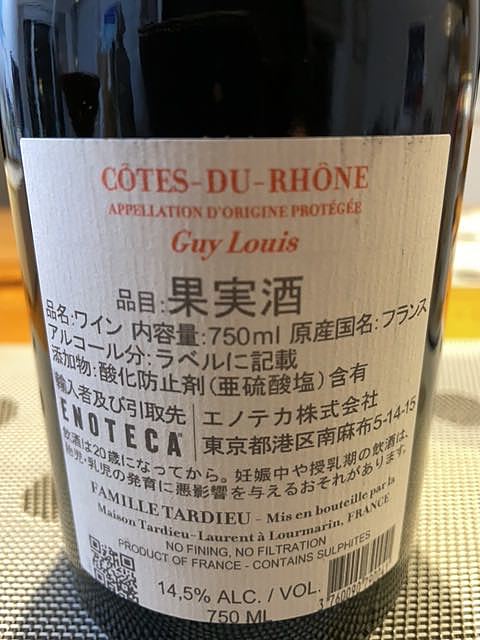 CÔTES-DU-RHÔNE
APPELLATION D'ORIGINE PROTÉGÉE
Guy Louis
品目:果実酒
品名:ワイン 内容量:750ml 原産国名:フランス
アルコール分:ラベルに記載
添加物:酸化防止剤(亜硫酸塩)含有
輸入者及び引取先
ENOTECA
エノテカ株式会社
東京都港区南麻布5-14-15
飲酒は20歳になってから。妊娠中や授乳期の飲酒は、
胎児・乳児の発育に悪影響を与えるおそれがあります。
FAMILLE TARDIEU - Mis en bouteille par la
Maison Tardieu-Laurent à Lourmarin, FRANCE
NO FINING, NO FILTRATION
PRODUCT OF FRANCE - CONTAINS SULPHITES
14,5% ALC. / VOL.
750 ML